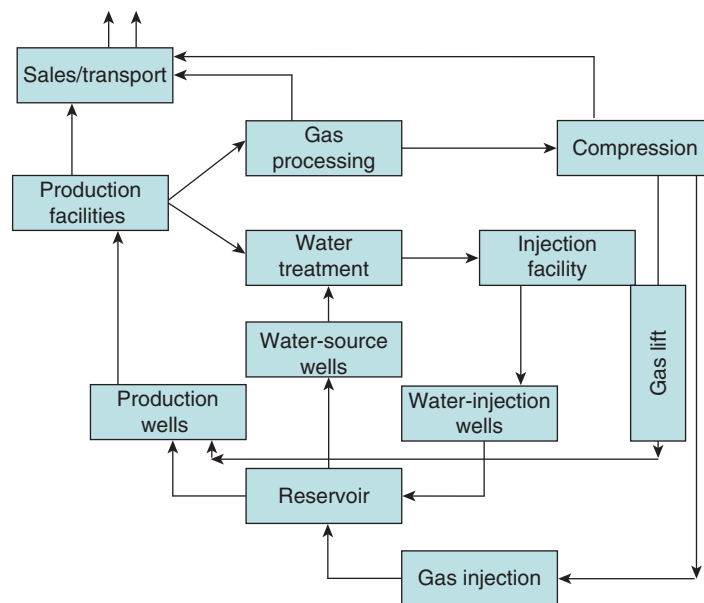 Sales/transport
Gas
processing
Compression
Production
facilities
Water
treatment
Injection
facility
Water-source
wells
Gas lift
Production
wells
Water-injection
wells
Reservoir
Gas injection